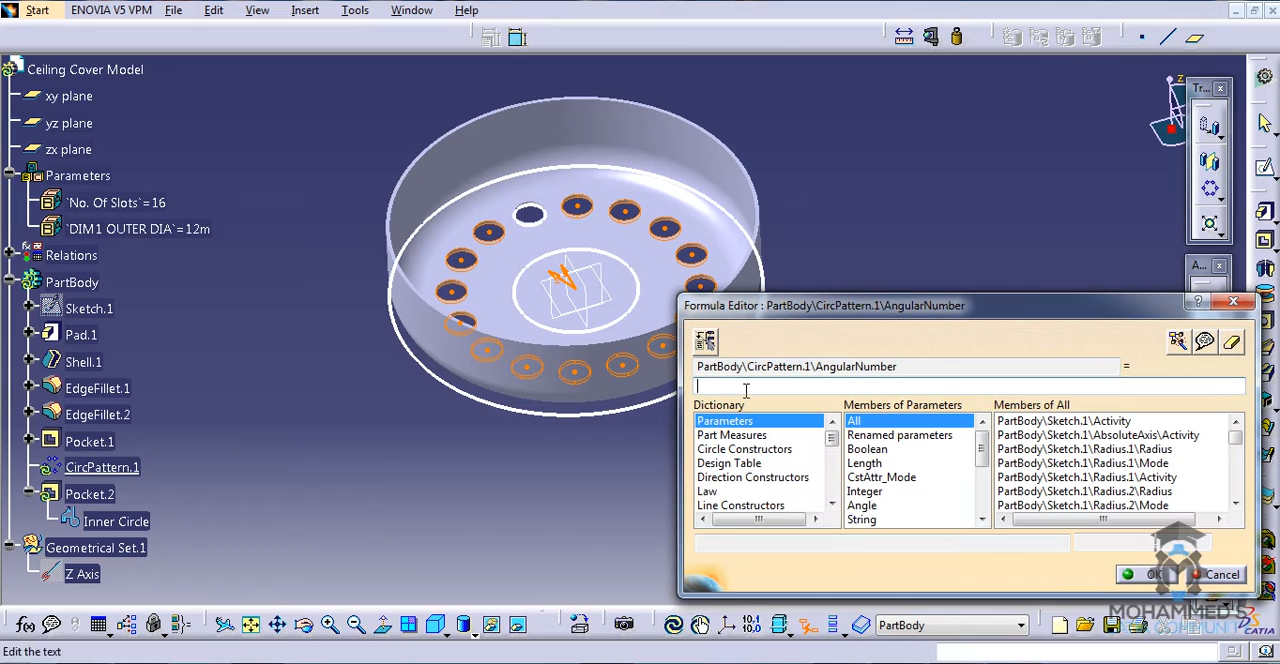 Start ENOVIA V5 VPM File Edit View Insert Tools Window Help
Ceiling Cover Model
xy plane
yz plane
zx plane
Parameters
`No. Of Slots`=16
`DIM1 OUTER DIA`=12m
Relations
PartBody
Sketch.1
Pad.1
Shell.1
EdgeFillet.1
EdgeFillet.2
Pocket.1
CircPattern.1
Pocket.2
Inner Circle
Geometrical Set.1
Z Axis
z
Tr...
A...
Formula Editor : PartBody\CircPattern.1\AngularNumber
PartBody\CircPattern.1\AngularNumber =
Dictionary Members of Parameters Members of All
Parameters All PartBody\Sketch.1\Activity
Part Measures Renamed parameters PartBody\Sketch.1\AbsoluteAxis\Activity
Circle Constructors Boolean PartBody\Sketch.1\Radius.1\Radius
Design Table Length PartBody\Sketch.1\Radius.1\Mode
Direction Constructors CstAttr_Mode PartBody\Sketch.1\Radius.1\Activity
Law Integer PartBody\Sketch.1\Radius.2\Radius
Line Constructors Angle PartBody\Sketch.1\Radius.2\Mode
String
OK Cancel
MOHAMMED'S
CATIA
f(x) 10.1 10.0 PartBody
Edit the text